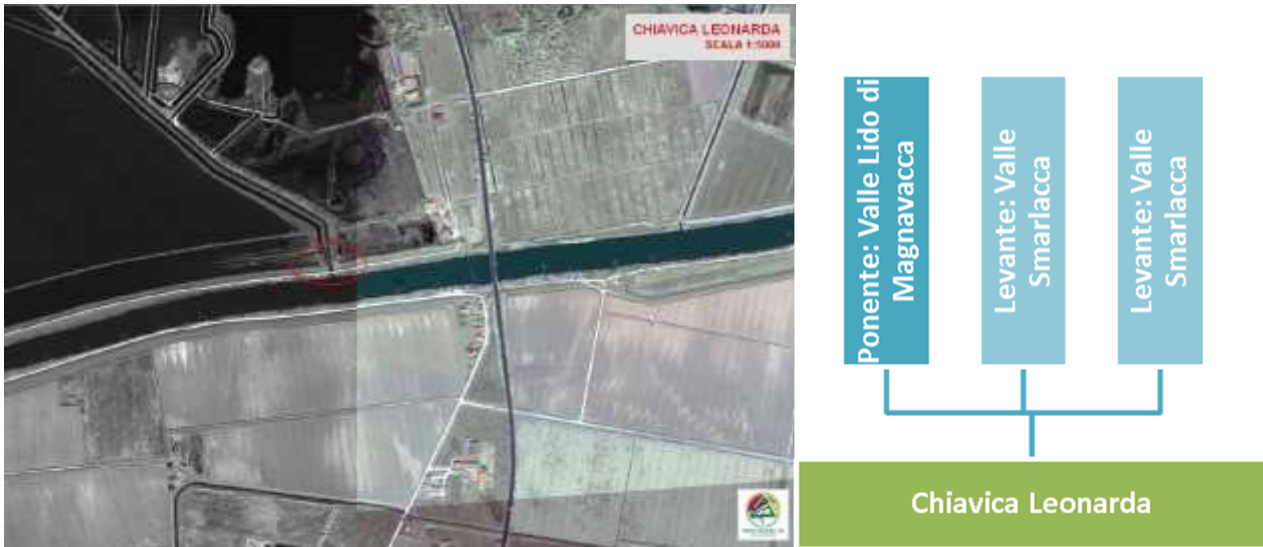 CHIAVICA LEONARDA
SCALA 1:5000
Ponente: Valle Lido di
Magnavacca
Levante: Valle
Smarlacca
Levante: Valle
Smarlacca
Chiavica Leonarda